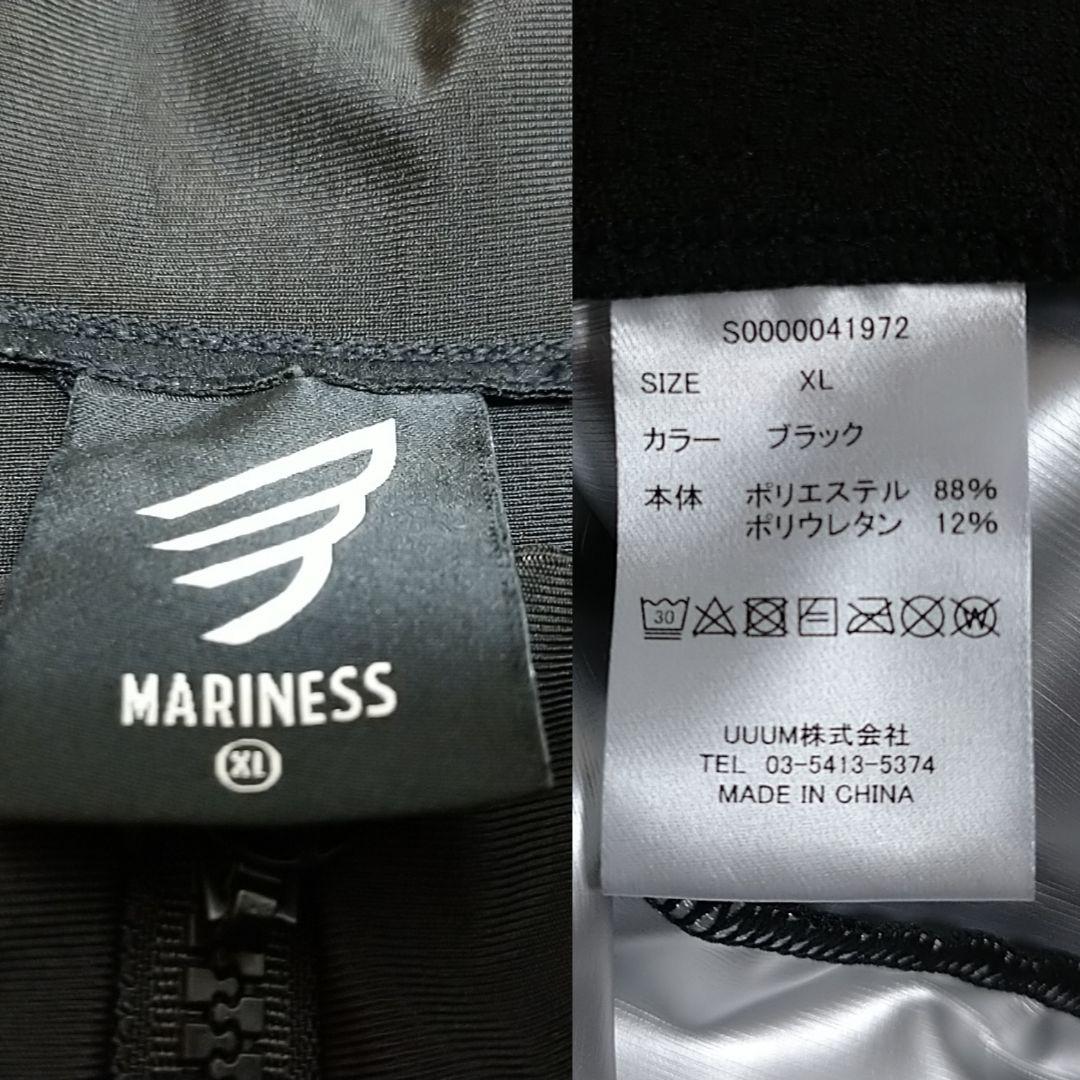 MARINESS
XL
S0000041972
SIZE XL
カラー ブラック
本体 ポリエステル 88%
ポリウレタン 12%
30
W
UUUM株式会社
TEL 03-5413-5374
MADE IN CHINA